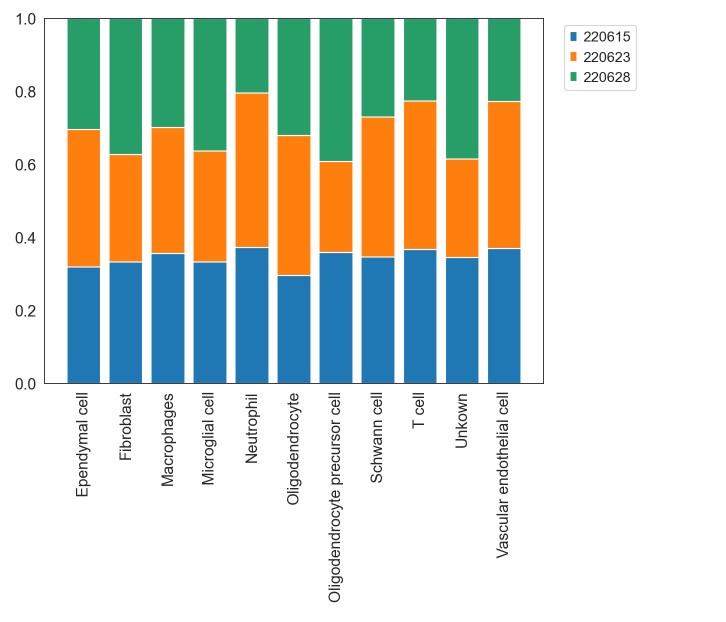 1.0
0.8
0.6
0.4
0.2
0.0
220615
220623
220628
Ependymal cell
Fibroblast
Macrophages
Microglial cell
Neutrophil
Oligodendrocyte
Oligodendrocyte precursor cell
Schwann cell
T cell
Unkown
Vascular endothelial cell